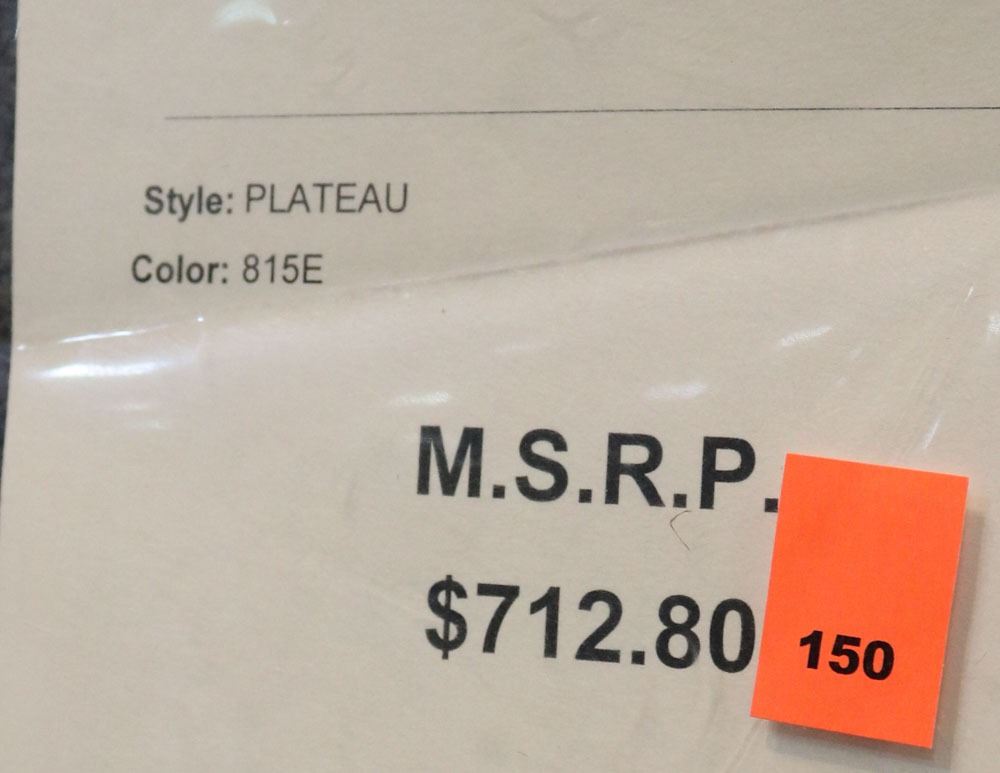 Style: PLATEAU
Color: 815E
M.S.R.P.
$712.80
150